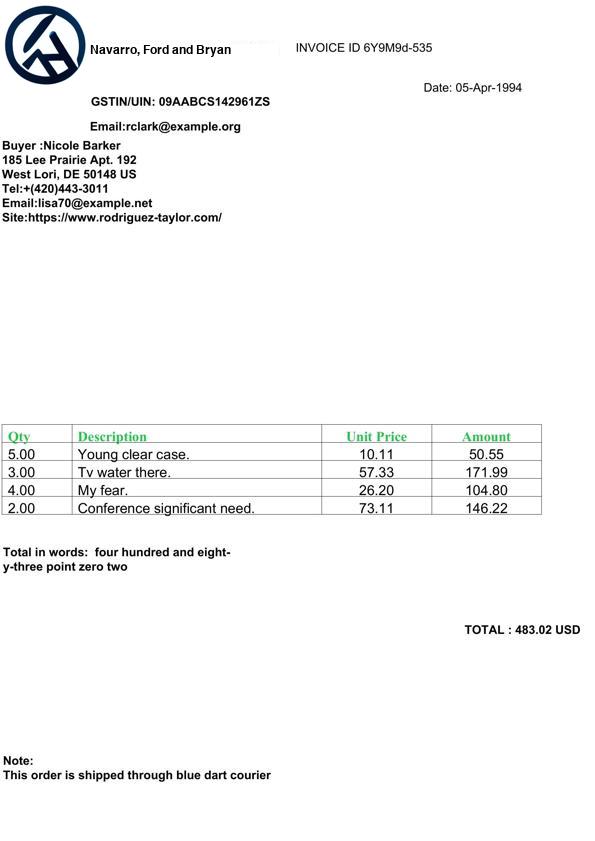 Navarro, Ford and Bryan
INVOICE ID 6Y9M9d-535
Date: 05-Apr-1994
GSTIN/UIN: 09AABCS142961ZS
Email:rclark@example.org
Buyer :Nicole Barker
185 Lee Prairie Apt. 192
West Lori, DE 50148 US
Tel:+(420)443-3011
Email:lisa70@example.net
Site:https://www.rodriguez-taylor.com/
Qty Description Unit Price Amount
5.00 Young clear case. 10.11 50.55
3.00 Tv water there. 57.33 171.99
4.00 My fear. 26.20 104.80
2.00 Conference significant need. 73.11 146.22
Total in words: four hundred and eight-
y-three point zero two
TOTAL : 483.02 USD
Note:
This order is shipped through blue dart courier